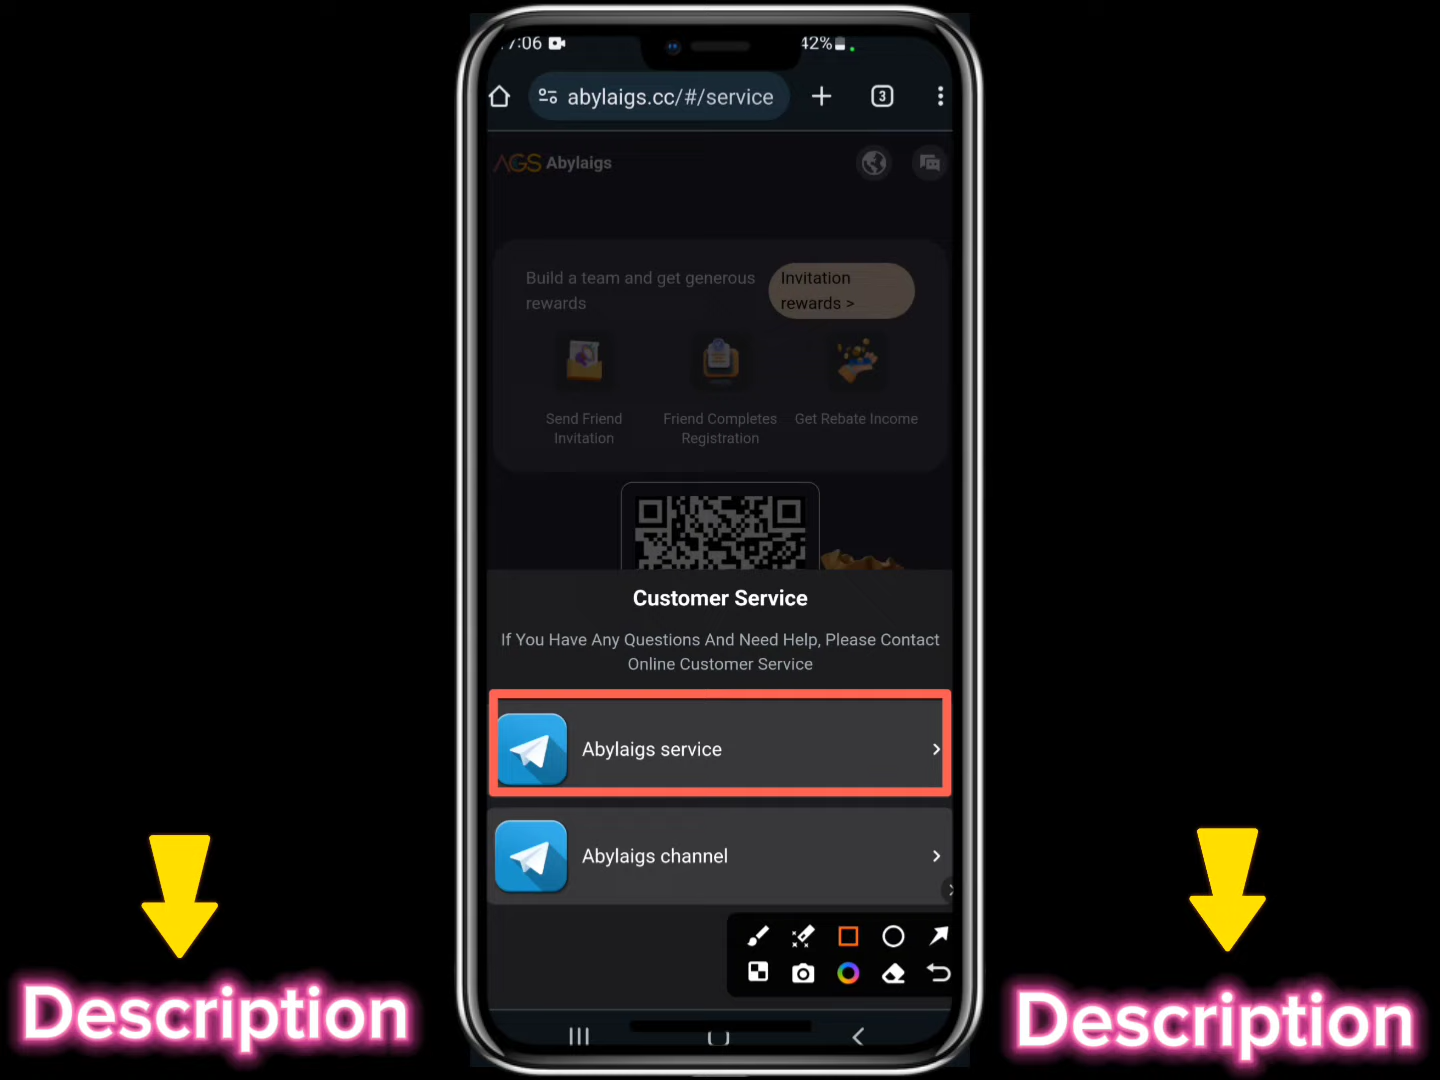 7:06
42%
abylaigs.cc/#/service
3
AGS Abylaigs
Build a team and get generous
rewards
Invitation
rewards >
Send Friend
Invitation
Friend Completes
Registration
Get Rebate Income
Customer Service
If You Have Any Questions And Need Help, Please Contact
Online Customer Service
Abylaigs service
Abylaigs channel
Description
Description